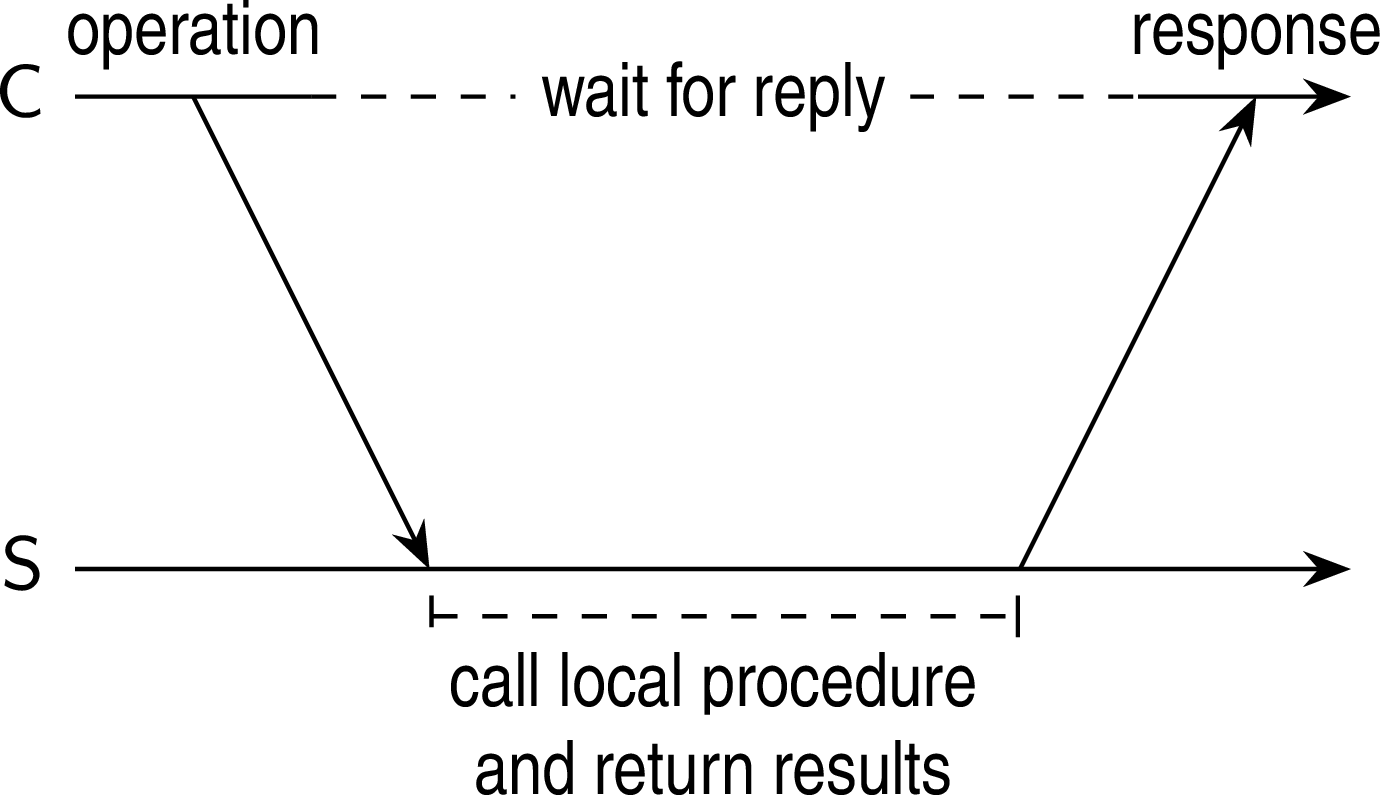 operation
response
C
wait for reply
S
call local procedure
and return results